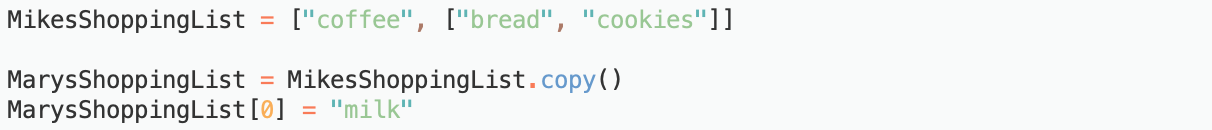 MikesShoppingList = ["coffee", ["bread", "cookies"]]
MarysShoppingList = MikesShoppingList.copy()
MarysShoppingList[0] = "milk"